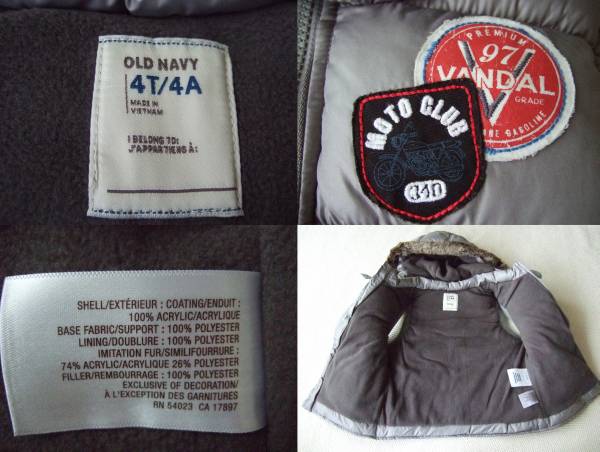 OLD NAVY
4T/4A
MADE IN
VIETNAM
I BELONG TO:
J'APPARTIENS À:
PREMIUM
97
VANDAL
GRADE
GASOLINE
MOTO CLUB
340
SHELL/EXTÉRIEUR : COATING/ENDUIT :
100% ACRYLIC/ACRYLIQUE
BASE FABRIC/SUPPORT : 100% POLYESTER
LINING/DOUBLURE : 100% POLYESTER
IMITATION FUR/SIMILIFOURRURE :
74% ACRYLIC/ACRYLIQUE 26% POLYESTER
FILLER/REMBOURRAGE : 100% POLYESTER
EXCLUSIVE OF DECORATION/
À L'EXCEPTION DES GARNITURES
RN 54023 CA 17897